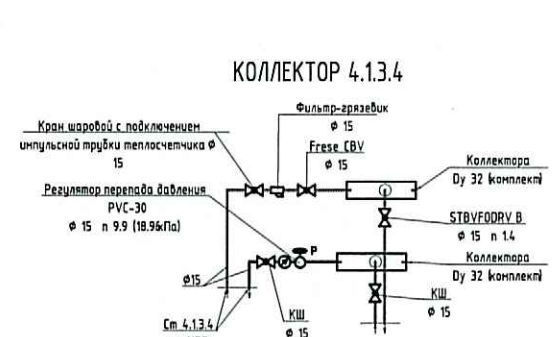 КОЛЛЕКТОР 4.1.3.4
Фильтр-грязевик
ϕ 15
Кран шаровой с подключением
импульсной трубки теплосчетчика ϕ
15
Frese CBV
ϕ 15
Коллектора
Dy 32 (комплект)
Регулятор перепада давления
PVC-30
ϕ 15 n 9.9 (18.96кПа)
P
STBVFODRV B
ϕ 15 n 1.4
Коллектора
Dy 32 (комплект)
ϕ15
КШ
ϕ 15
Ст 4.1.3.4
КШ
ϕ 15